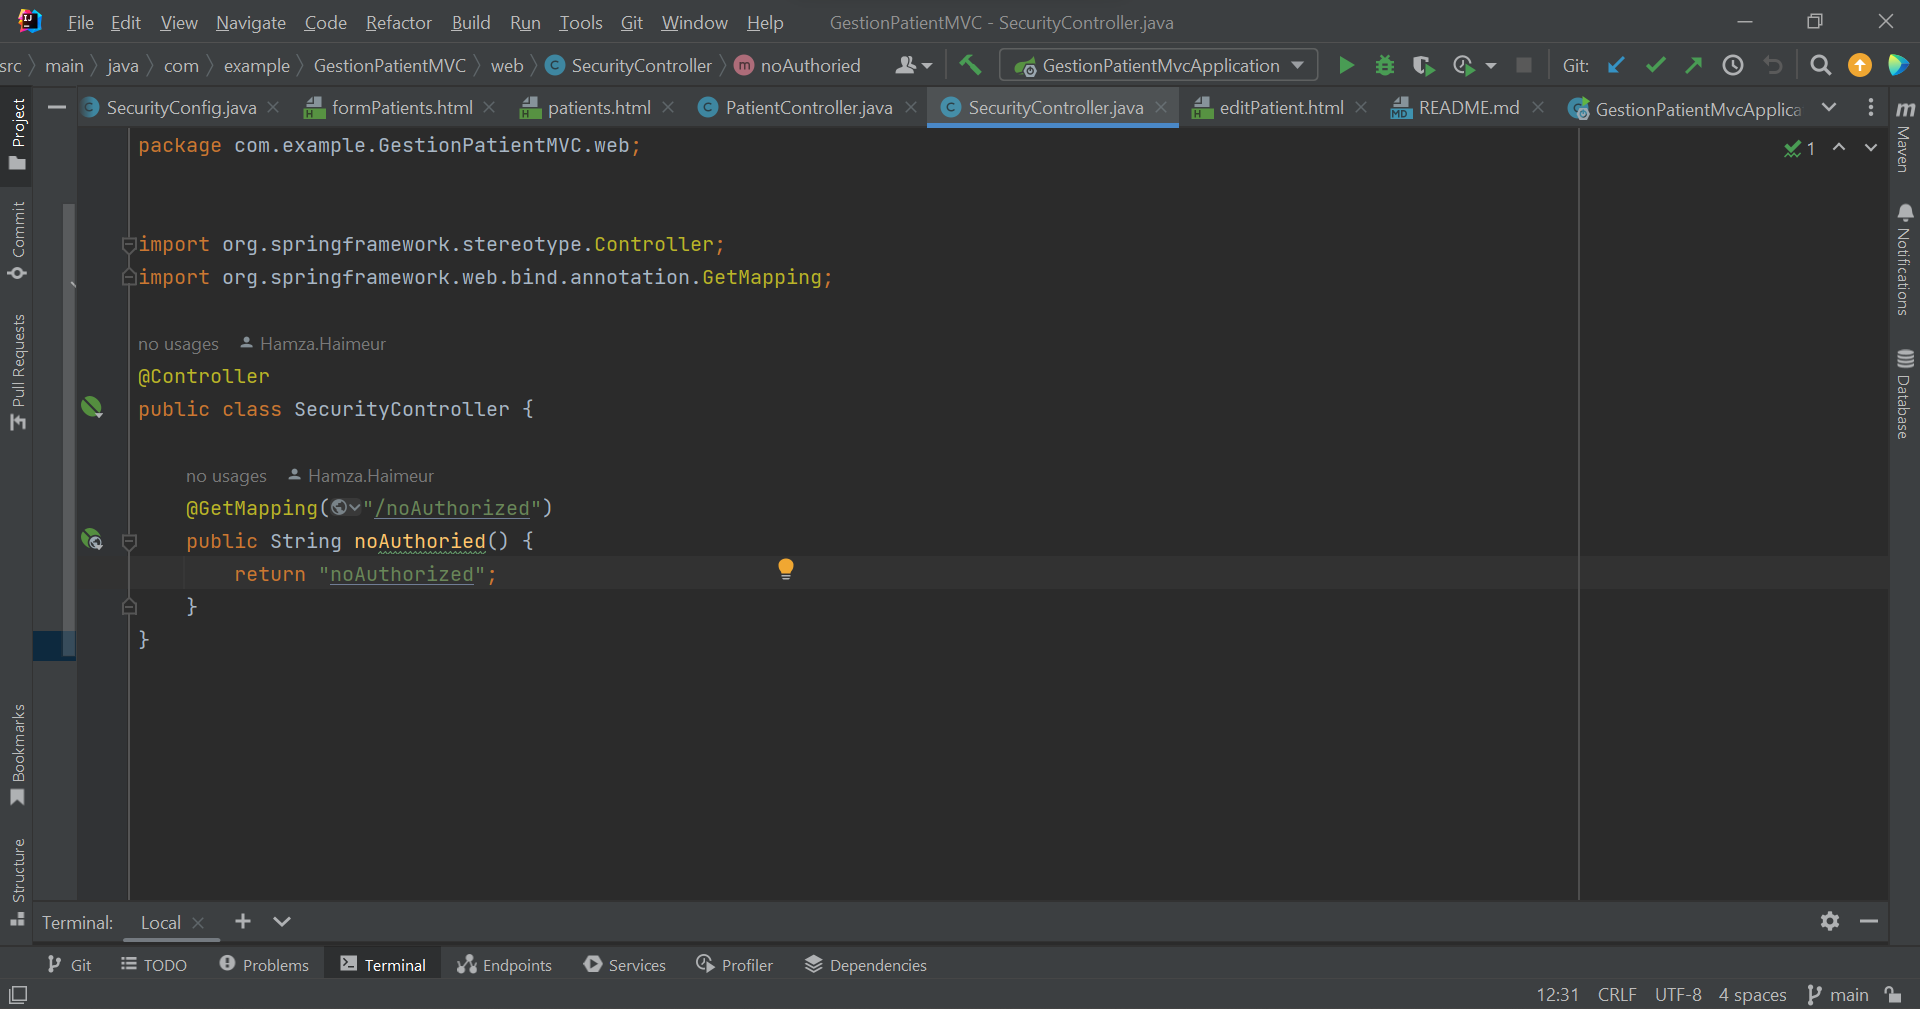 File Edit View Navigate Code Refactor Build Run Tools Git Window Help GestionPatientMVC - SecurityController.java
src main java com example GestionPatientMVC web SecurityController noAuthoried GestionPatientMvcApplication Git:
SecurityConfig.java formPatients.html patients.html PatientController.java SecurityController.java editPatient.html README.md GestionPatientMvcApplica
package com.example.GestionPatientMVC.web;
1
import org.springframework.stereotype.Controller;
import org.springframework.web.bind.annotation.GetMapping;
no usages Hamza.Haimeur
@Controller
public class SecurityController {
no usages Hamza.Haimeur
@GetMapping("/noAuthorized")
public String noAuthoried() {
return "noAuthorized";
}
}
Project
Commit
Pull Requests
Bookmarks
Structure
Maven
Notifications
Database
Terminal: Local
Git TODO Problems Terminal Endpoints Services Profiler Dependencies
12:31 CRLF UTF-8 4 spaces main